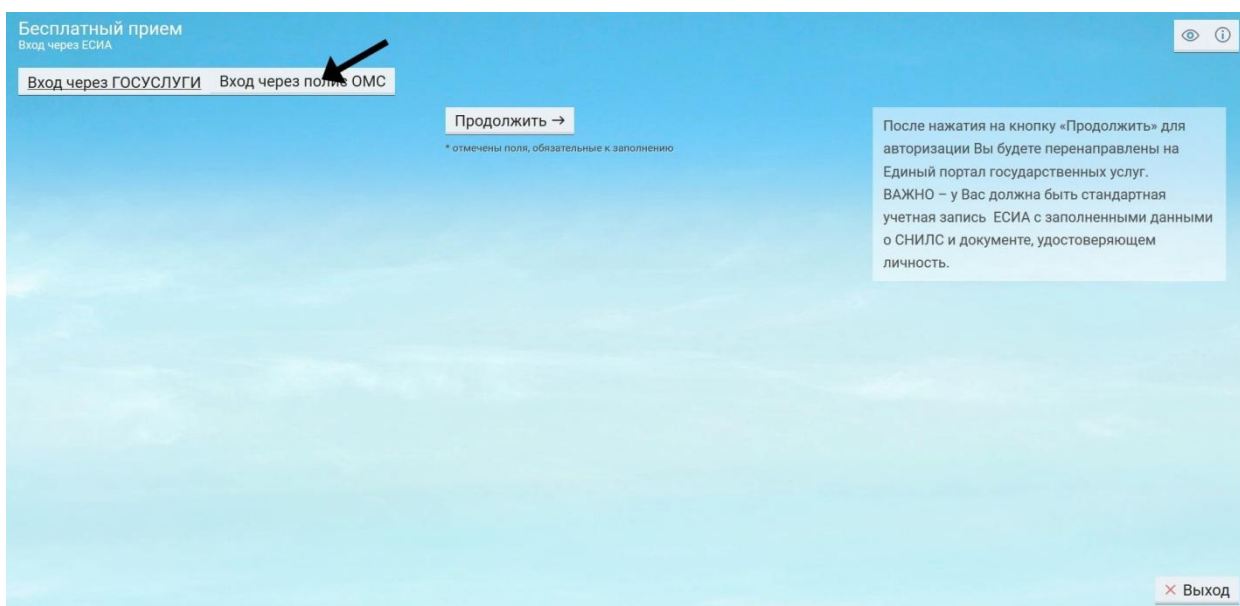 Бесплатный прием
Вход через ЕСИА
Вход через ГОСУСЛУГИ Вход через полис ОМС
Продолжить →
* отмечены поля, обязательные к заполнению
После нажатия на кнопку «Продолжить» для
авторизации Вы будете перенаправлены на
Единый портал государственных услуг.
ВАЖНО – у Вас должна быть стандартная
учетная запись ЕСИА с заполненными данными
о СНИЛС и документе, удостоверяющем
личность.
× Выход